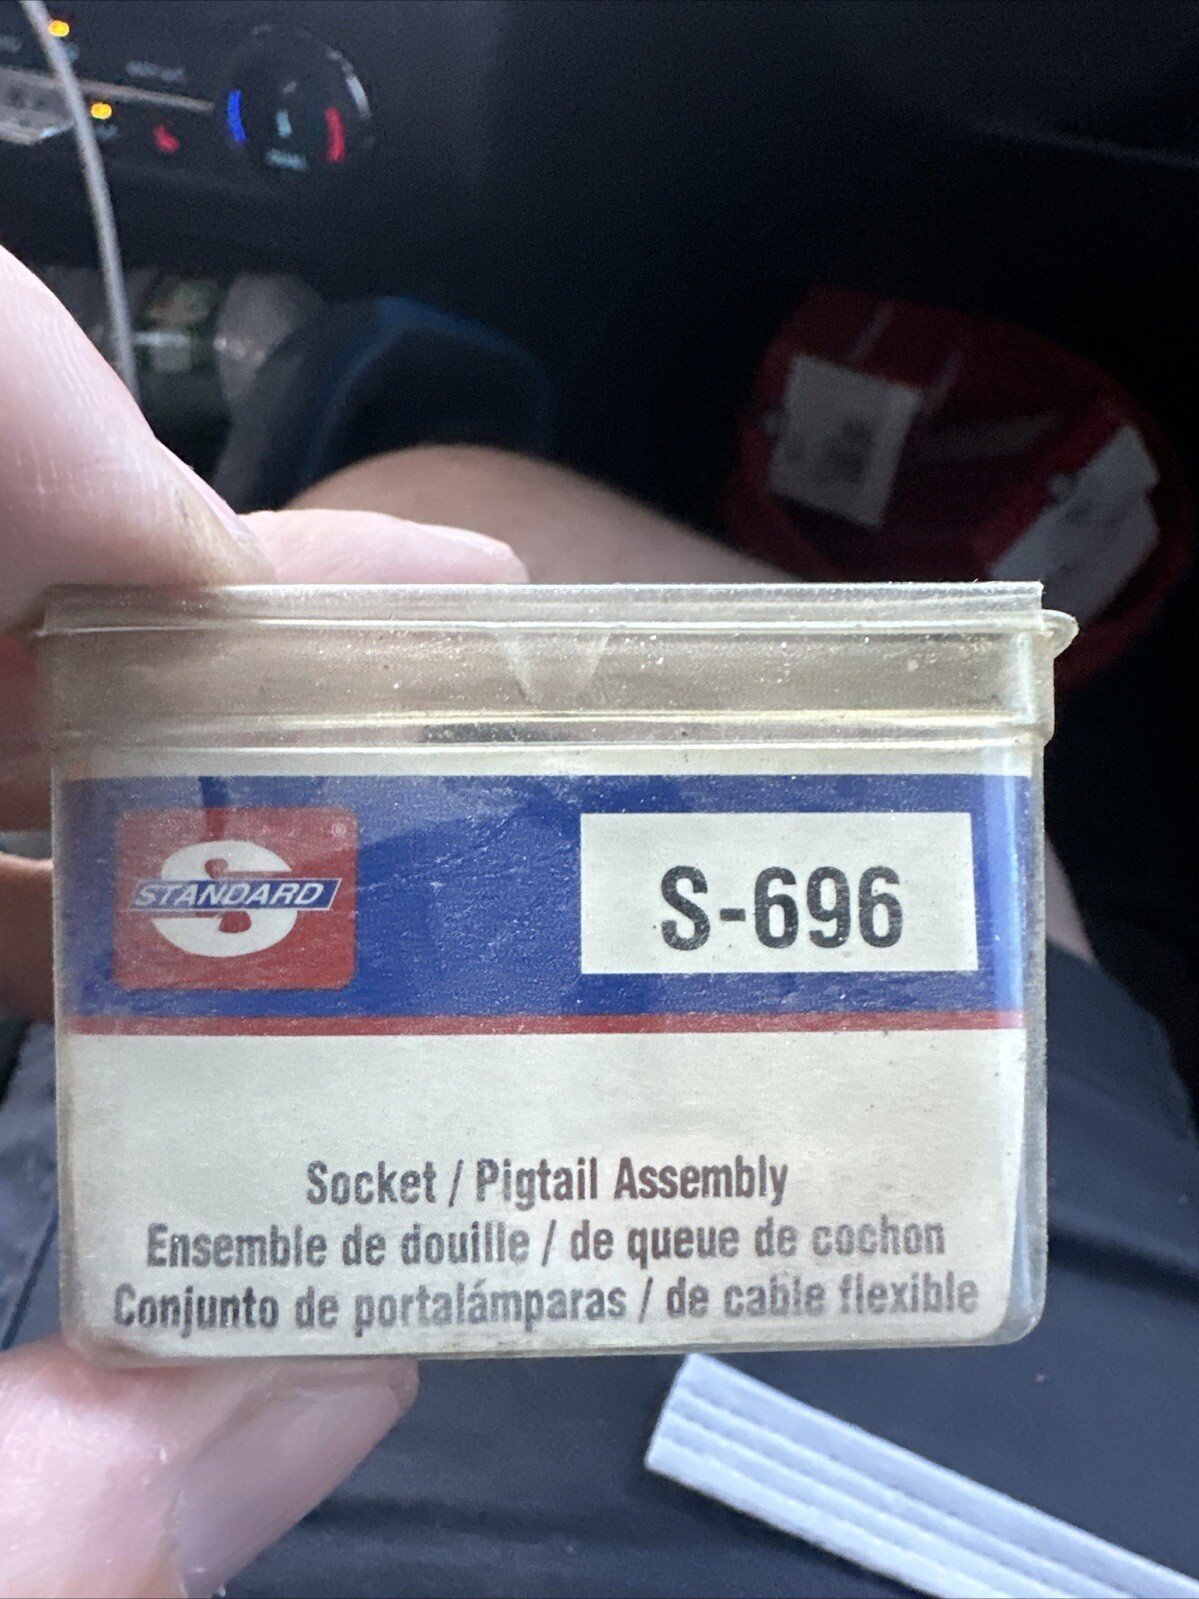 STANDARD
®
S-696
Socket / Pigtail Assembly
Ensemble de douille / de queue de cochon
Conjunto de portalámparas / de cable flexible